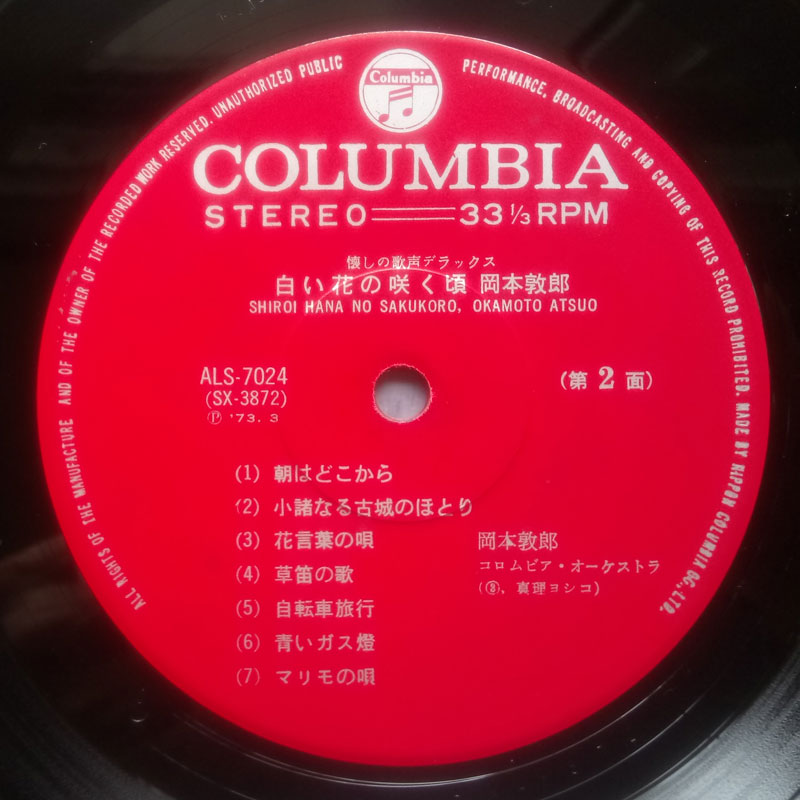 ALL RIGHTS OF THE MANUFACTURE AND OF THE OWNER OF THE RECORDED WORK RESERVED. UNAUTHORIZED PUBLIC PERFORMANCE, BROADCASTING AND COPYING OF THIS RECORD PROHIBITED. MADE BY NIPPON COLUMBIA CO., LTD.
Columbia
COLUMBIA
STEREO 33 1/3 RPM
懐しの歌声デラックス
白い花の咲く頃 岡本敦郎
SHIROI HANA NO SAKUKORO, OKAMOTO ATSUO
ALS-7024
(SX-3872)
Ⓟ '73. 3
(第 2 面)
(1) 朝はどこから
(2) 小諸なる古城のほとり
(3) 花言葉の唄
(4) 草笛の歌
(5) 自転車旅行
(6) 青いガス燈
(7) マリモの唄
岡本敦郎
コロムビア・オーケストラ
(③, 真理ヨシコ)